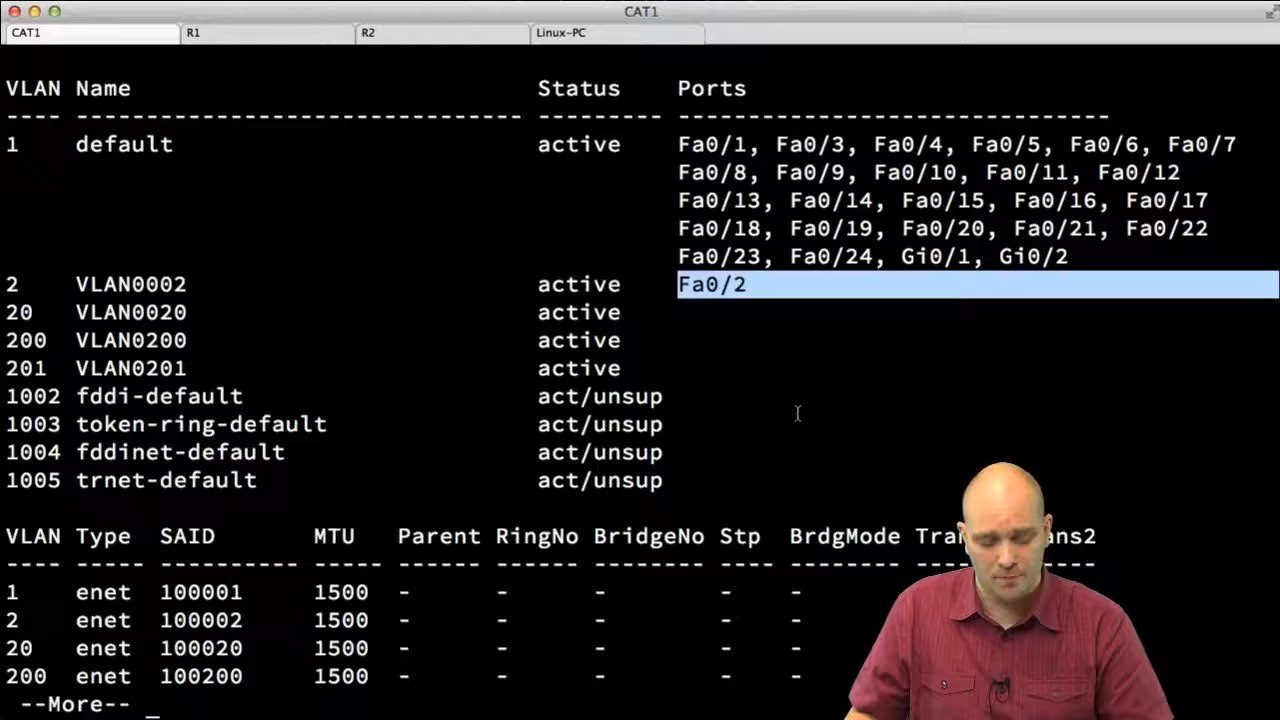 CAT1
CAT1 R1 R2 Linux-PC
VLAN Name Status Ports
---- -------------------------------- --------- -------------------------------
1 default active Fa0/1, Fa0/3, Fa0/4, Fa0/5, Fa0/6, Fa0/7
Fa0/8, Fa0/9, Fa0/10, Fa0/11, Fa0/12
Fa0/13, Fa0/14, Fa0/15, Fa0/16, Fa0/17
Fa0/18, Fa0/19, Fa0/20, Fa0/21, Fa0/22
Fa0/23, Fa0/24, Gi0/1, Gi0/2
2 VLAN0002 active Fa0/2
20 VLAN0020 active
200 VLAN0200 active
201 VLAN0201 active
1002 fddi-default act/unsup
1003 token-ring-default act/unsup
1004 fddinet-default act/unsup
1005 trnet-default act/unsup
VLAN Type SAID MTU Parent RingNo BridgeNo Stp BrdgMode
---- ----- ---------- ----- ------ ------ -------- ---- --------
1 enet 100001 1500 - - - - -
2 enet 100002 1500 - - - - -
20 enet 100020 1500 - - - - -
200 enet 100200 1500 - - - - -
--More--